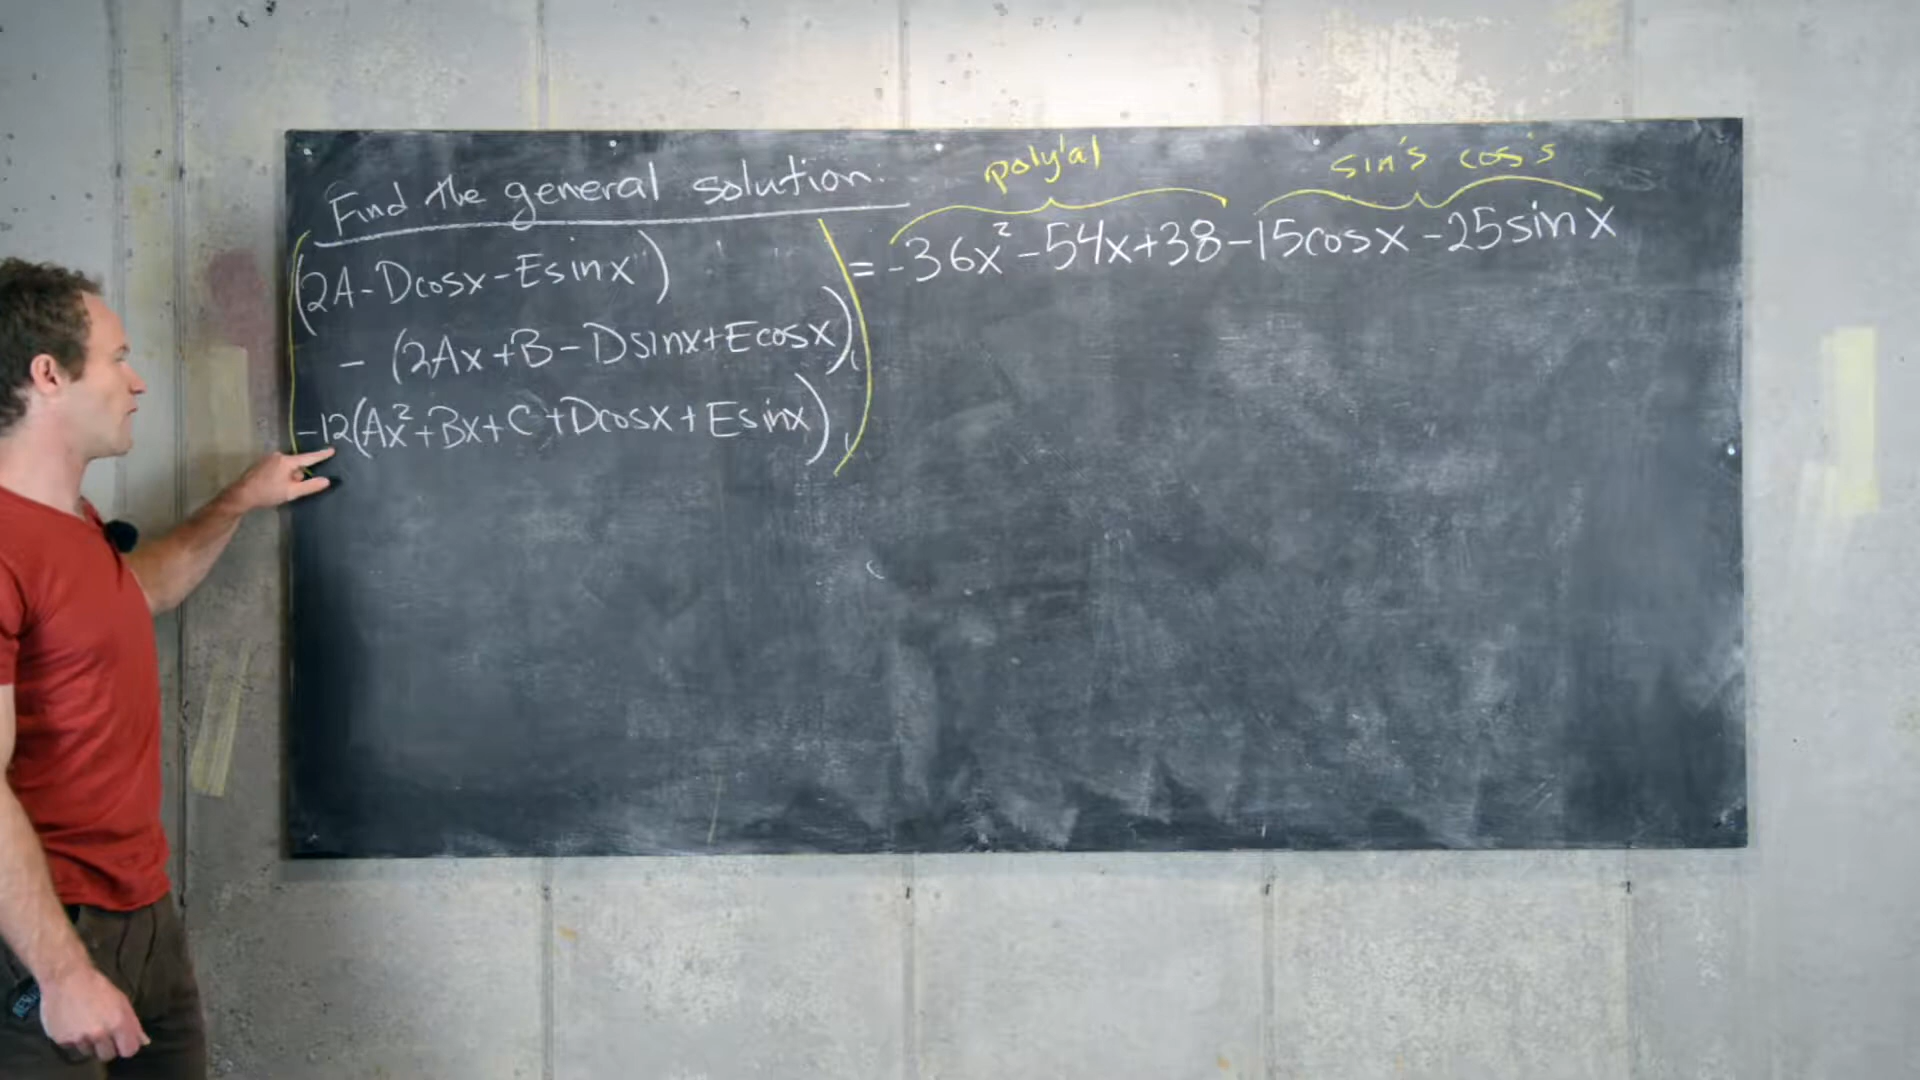 Find the general solution:
poly'al
sin's cos's
(2A-Dcosx-Esinx) = -36x²-54x+38-15cosx-25sinx
- (2Ax+B-Dsinx+Ecosx)
-12(Ax²+Bx+C+Dcosx+Esinx)